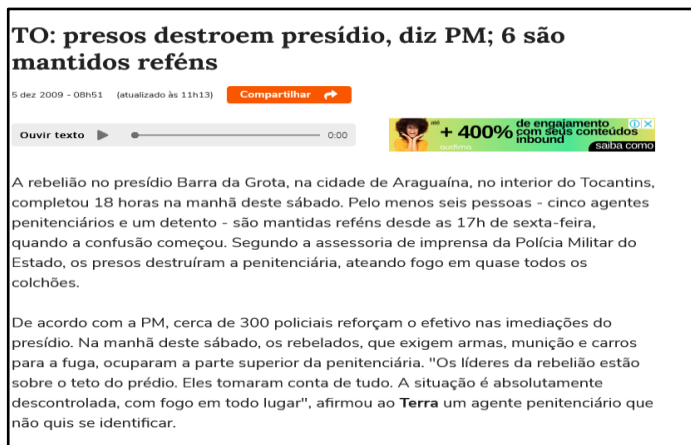 TO: presos destroem presídio, diz PM; 6 são
mantidos reféns
5 dez 2009 - 08h51 (atualizado às 11h13) Compartilhar
Ouvir texto 0:00
até
+ 400% de engajamento
com seus conteúdos
inbound
audima
saiba como
A rebelião no presídio Barra da Grota, na cidade de Araguaína, no interior do Tocantins,
completou 18 horas na manhã deste sábado. Pelo menos seis pessoas - cinco agentes
penitenciários e um detento - são mantidas reféns desde as 17h de sexta-feira,
quando a confusão começou. Segundo a assessoria de imprensa da Polícia Militar do
Estado, os presos destruíram a penitenciária, ateando fogo em quase todos os
colchões.
De acordo com a PM, cerca de 300 policiais reforçam o efetivo nas imediações do
presídio. Na manhã deste sábado, os rebelados, que exigem armas, munição e carros
para a fuga, ocuparam a parte superior da penitenciária. "Os líderes da rebelião estão
sobre o teto do prédio. Eles tomaram conta de tudo. A situação é absolutamente
descontrolada, com fogo em todo lugar", afirmou ao Terra um agente penitenciário que
não quis se identificar.